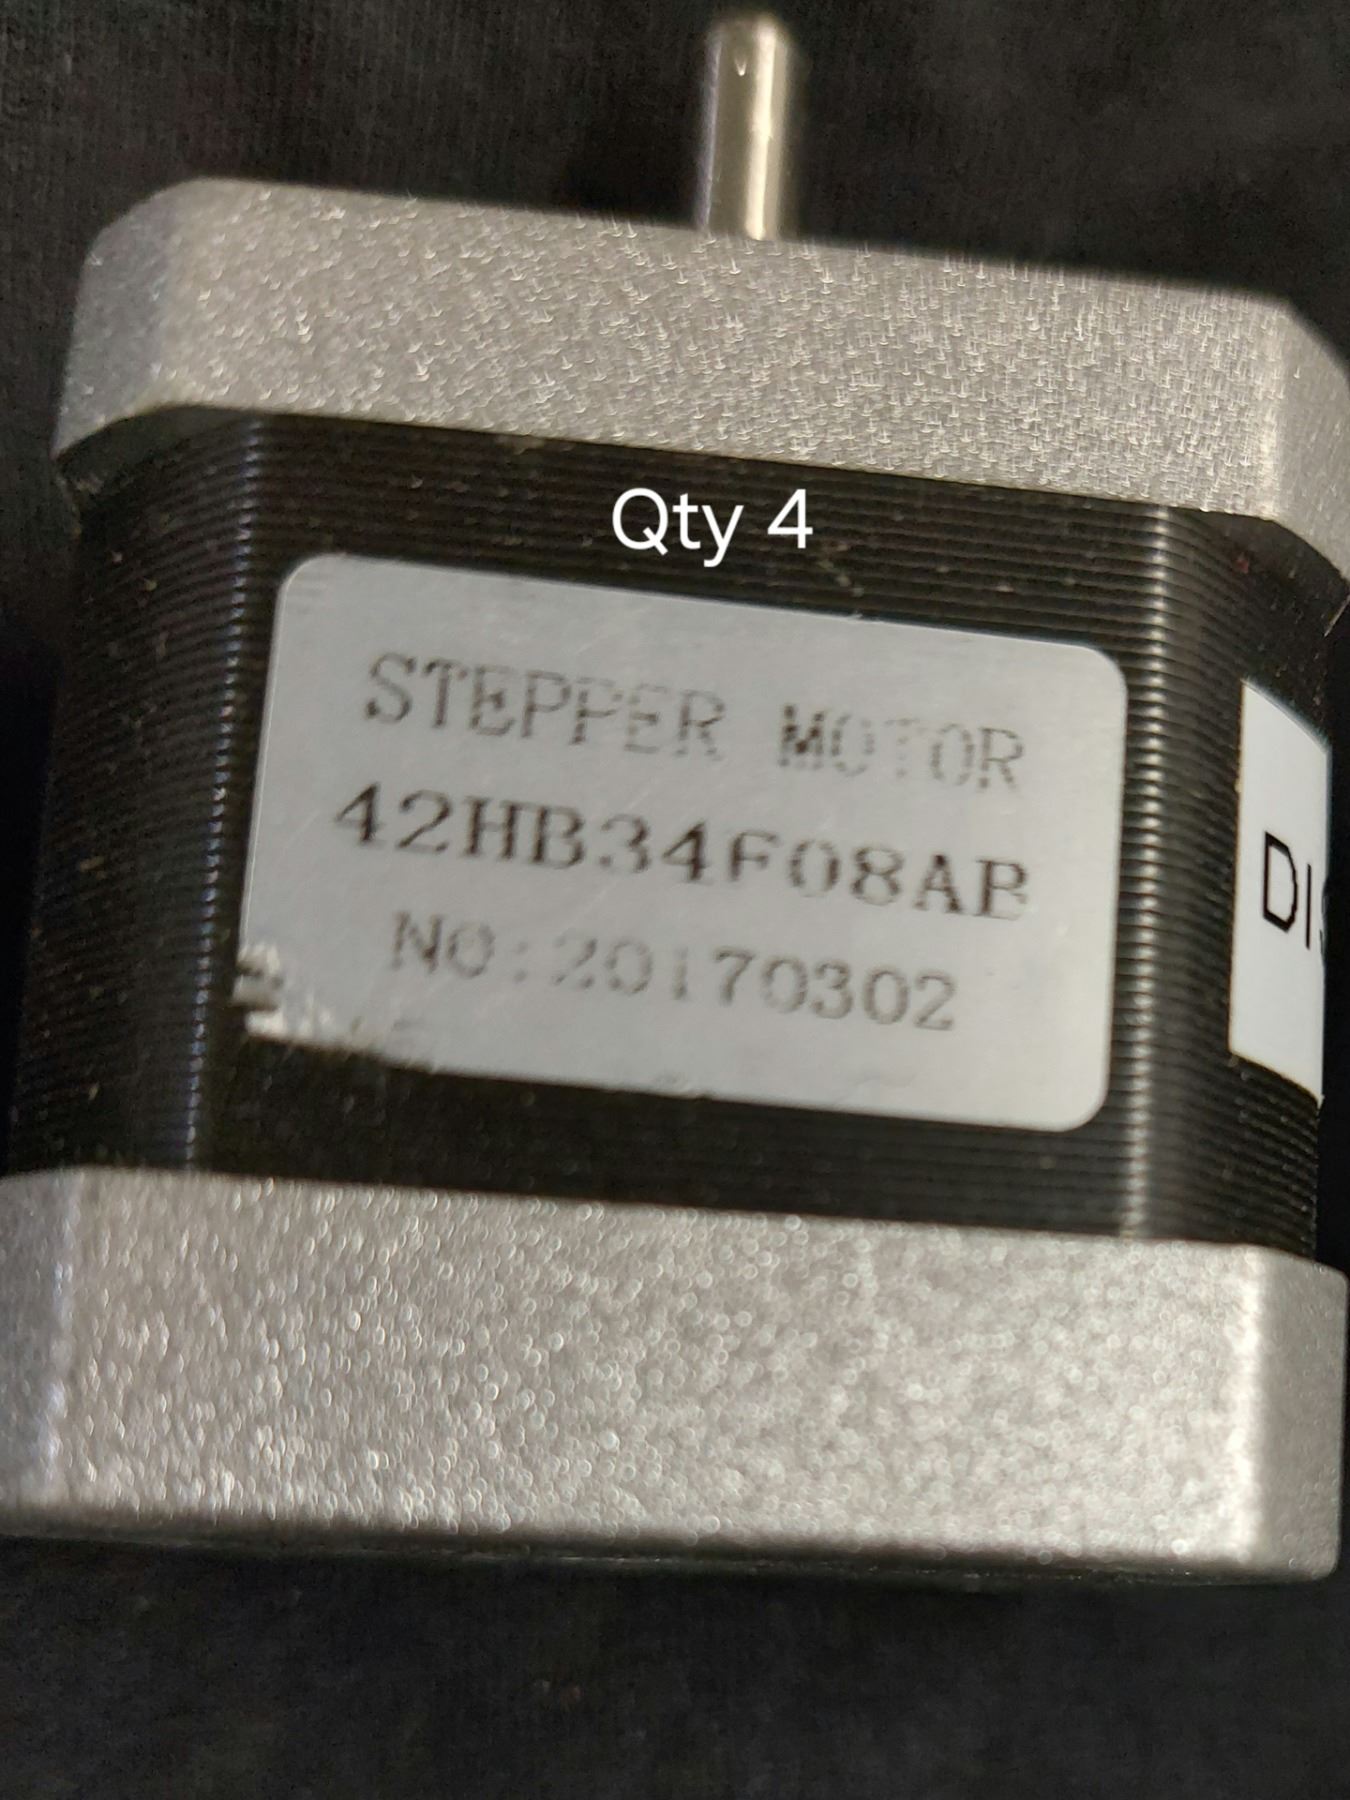 Qty 4
STEPPER MOTOR
42HB34F08AB
NO:20170302